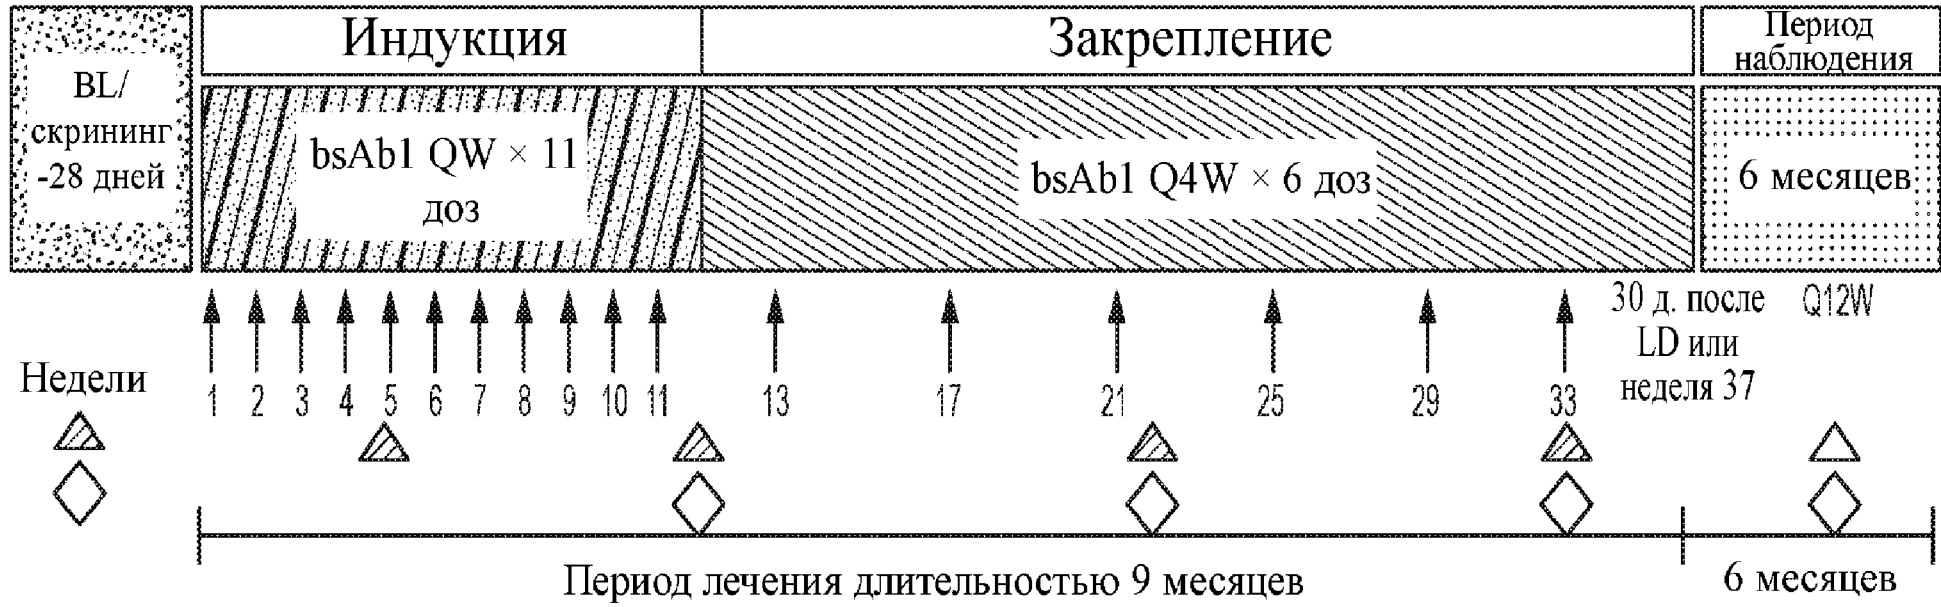 BL/
скрининг
-28 дней
Индукция
Закрепление
Период
наблюдения
bsAb1 QW × 11
доз
bsAb1 Q4W × 6 доз
6 месяцев
Недели
1 2 3 4 5 6 7 8 9 10 11 13 17 21 25 29 33
30 д. после
LD или
неделя 37
Q12W
Период лечения длительностью 9 месяцев
6 месяцев